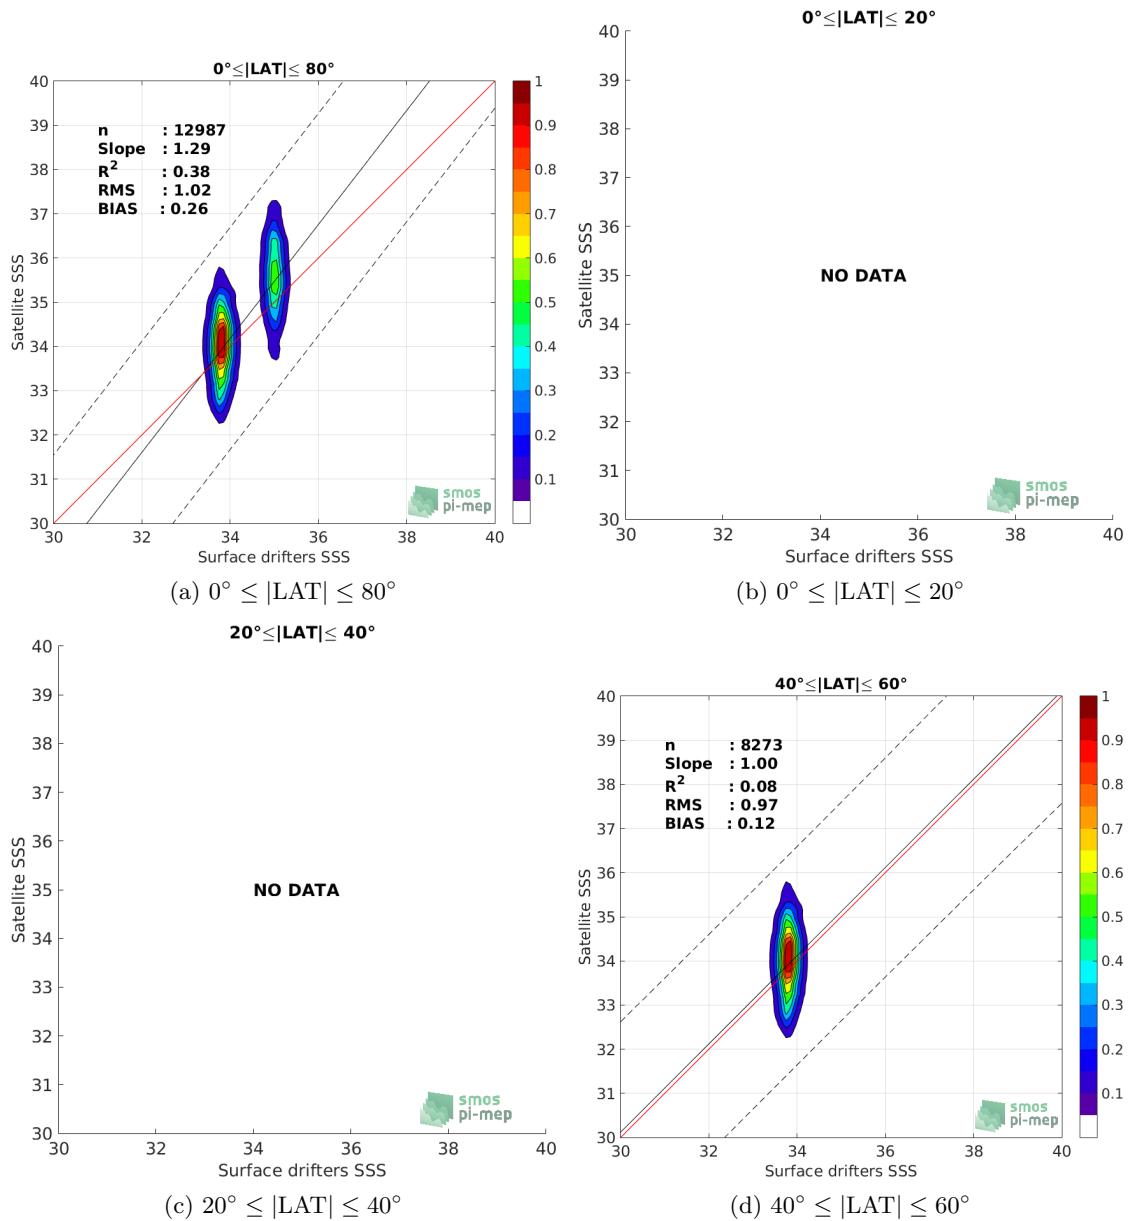 0°≤|LAT|≤ 80°
40
39
38
37
36
35
34
33
32
31
30
Satellite SSS
n : 12987
Slope : 1.29
R² : 0.38
RMS : 1.02
BIAS : 0.26
smos
pi-mep
30 32 34 36 38 40
Surface drifters SSS
1
0.9
0.8
0.7
0.6
0.5
0.4
0.3
0.2
0.1
(a) 0° ≤ |LAT| ≤ 80°
0°≤|LAT|≤ 20°
40
39
38
37
36
35
34
33
32
31
30
Satellite SSS
NO DATA
smos
pi-mep
30 32 34 36 38 40
Surface drifters SSS
(b) 0° ≤ |LAT| ≤ 20°
20°≤|LAT|≤ 40°
40
39
38
37
36
35
34
33
32
31
30
Satellite SSS
NO DATA
smos
pi-mep
30 32 34 36 38 40
Surface drifters SSS
(c) 20° ≤ |LAT| ≤ 40°
40°≤|LAT|≤ 60°
40
39
38
37
36
35
34
33
32
31
30
Satellite SSS
n : 8273
Slope : 1.00
R² : 0.08
RMS : 0.97
BIAS : 0.12
smos
pi-mep
30 32 34 36 38 40
Surface drifters SSS
1
0.9
0.8
0.7
0.6
0.5
0.4
0.3
0.2
0.1
(d) 40° ≤ |LAT| ≤ 60°